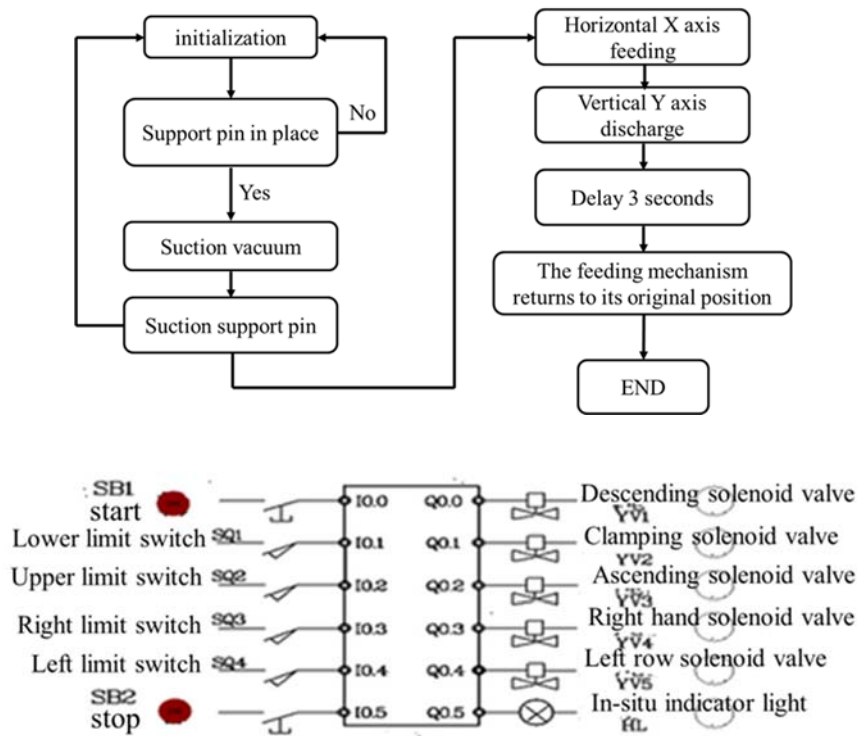 initialization
Support pin in place
No
Yes
Suction vacuum
Suction support pin
Horizontal X axis
feeding
Vertical Y axis
discharge
Delay 3 seconds
The feeding mechanism
returns to its original position
END
SB1
start
I0.0
Q0.0
Descending solenoid valve
YV1
Lower limit switch SQ1
I0.1
Q0.1
Clamping solenoid valve
YV2
Upper limit switch SQ2
I0.2
Q0.2
Ascending solenoid valve
YV3
Right limit switch SQ3
I0.3
Q0.3
Right hand solenoid valve
YV4
Left limit switch SQ4
I0.4
Q0.4
Left row solenoid valve
YV5
SB2
stop
I0.5
Q0.5
In-situ indicator light
HL